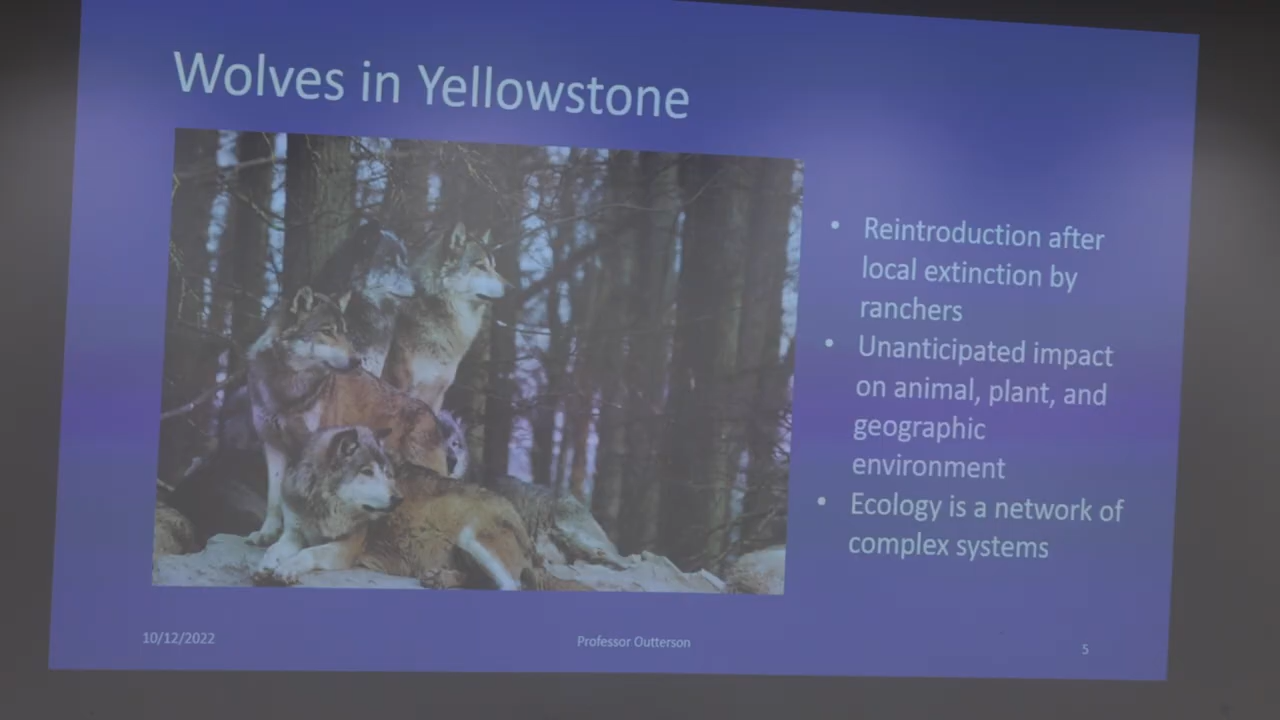 Wolves in Yellowstone
• Reintroduction after
local extinction by
ranchers
• Unanticipated impact
on animal, plant, and
geographic
environment
• Ecology is a network of
complex systems
10/12/2022
Professor Outterson
5